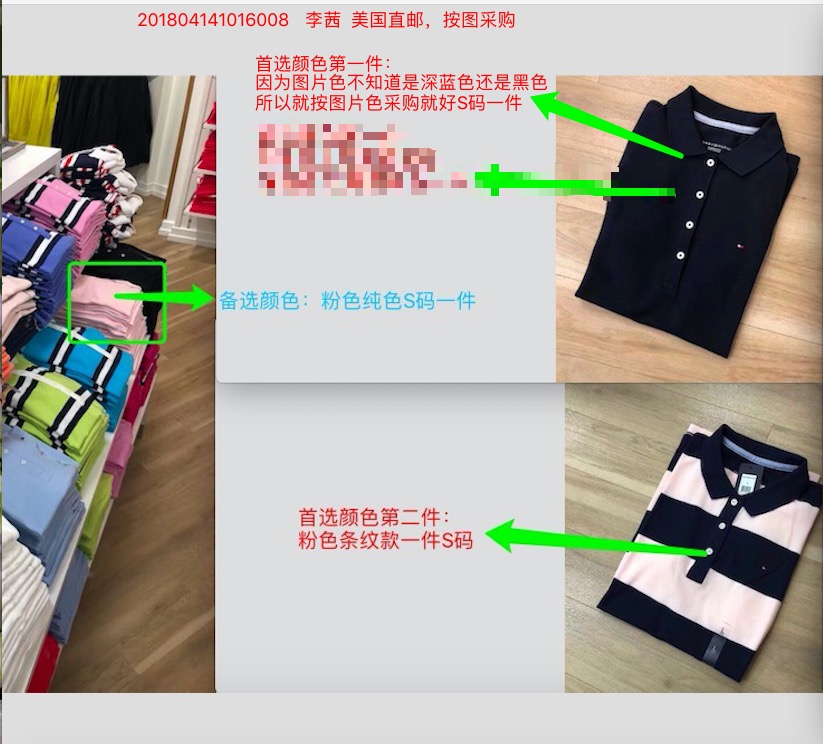 201804141016008 李茜 美国直邮，按图采购
首选颜色第一件：
因为图片色不知道是深蓝色还是黑色
所以就按图片色采购就好S码一件
备选颜色：粉色纯色S码一件
首选颜色第二件：
粉色条纹款一件S码